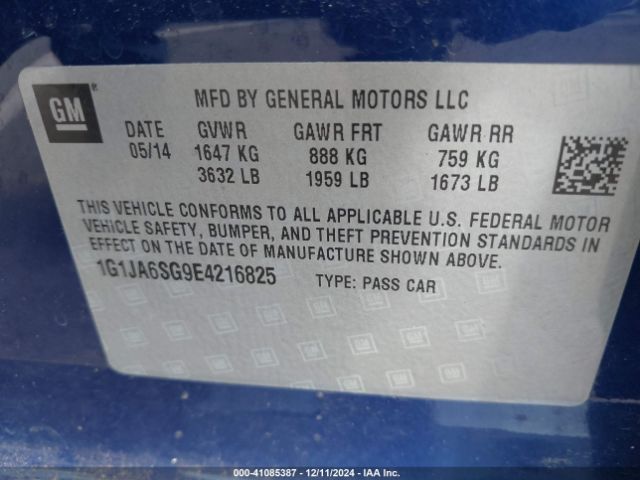 GM
MFD BY GENERAL MOTORS LLC
DATE GVWR GAWR FRT GAWR RR
05/14 1647 KG 888 KG 759 KG
3632 LB 1959 LB 1673 LB
THIS VEHICLE CONFORMS TO ALL APPLICABLE U.S. FEDERAL MOTOR
VEHICLE SAFETY, BUMPER, AND THEFT PREVENTION STANDARDS IN
EFFECT ON THE DATE OF MANUFACTURE SHOWN ABOVE.
1G1JA6SG9E4216825 TYPE: PASS CAR
000-41085387 - 12/11/2024 - IAA Inc.